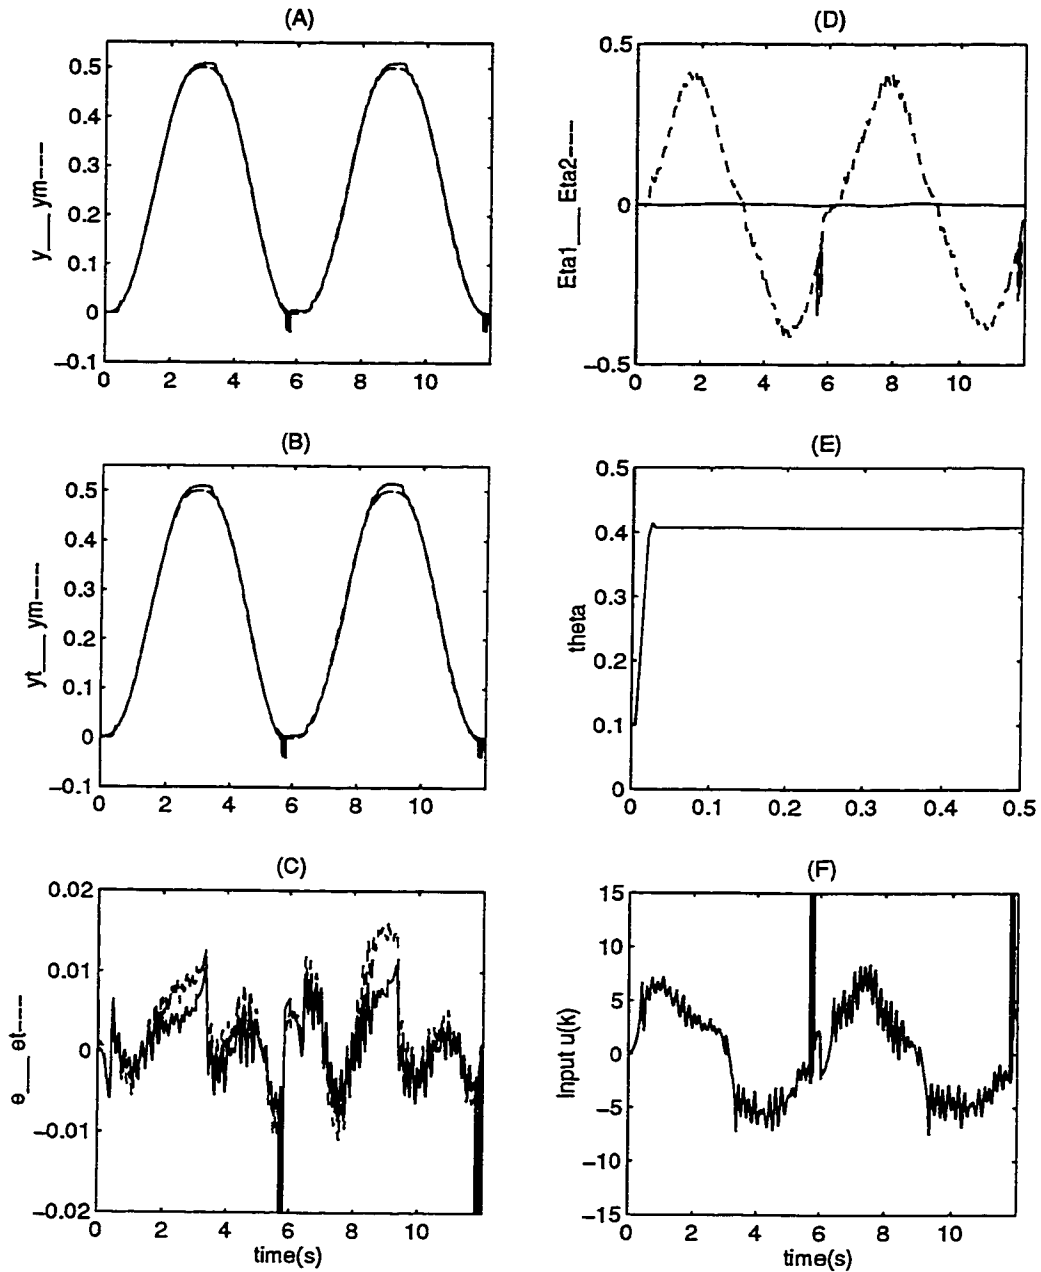 (A)
y___ ym----
0.5
0.4
0.3
0.2
0.1
0
−0.1
0 2 4 6 8 10
(D)
Eta1___ Eta2----
0.5
0
−0.5
0 2 4 6 8 10
(B)
yt___ ym----
0.5
0.4
0.3
0.2
0.1
0
−0.1
0 2 4 6 8 10
(E)
theta
0.5
0.4
0.3
0.2
0.1
0
0 0.1 0.2 0.3 0.4 0.5
(C)
e___ et----
0.02
0.01
0
−0.01
−0.02
0 2 4 6 8 10
time(s)
(F)
Input u(k)
15
10
5
0
−5
−10
−15
0 2 4 6 8 10
time(s)